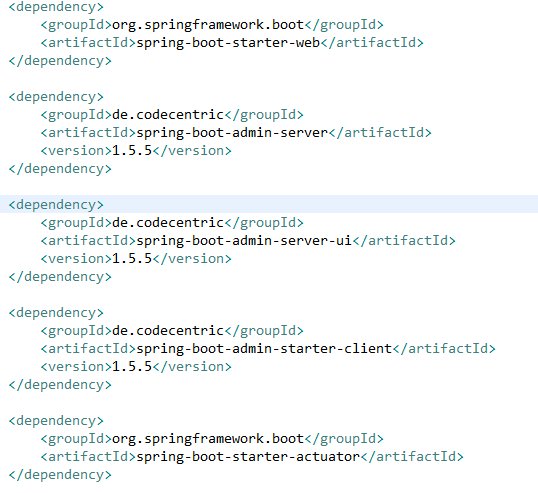 <dependency>
    <groupId>org.springframework.boot</groupId>
    <artifactId>spring-boot-starter-web</artifactId>
</dependency>

<dependency>
    <groupId>de.codecentric</groupId>
    <artifactId>spring-boot-admin-server</artifactId>
    <version>1.5.5</version>
</dependency>

<dependency>
    <groupId>de.codecentric</groupId>
    <artifactId>spring-boot-admin-server-ui</artifactId>
    <version>1.5.5</version>
</dependency>

<dependency>
    <groupId>de.codecentric</groupId>
    <artifactId>spring-boot-admin-starter-client</artifactId>
    <version>1.5.5</version>
</dependency>

<dependency>
    <groupId>org.springframework.boot</groupId>
    <artifactId>spring-boot-starter-actuator</artifactId>
</dependency>